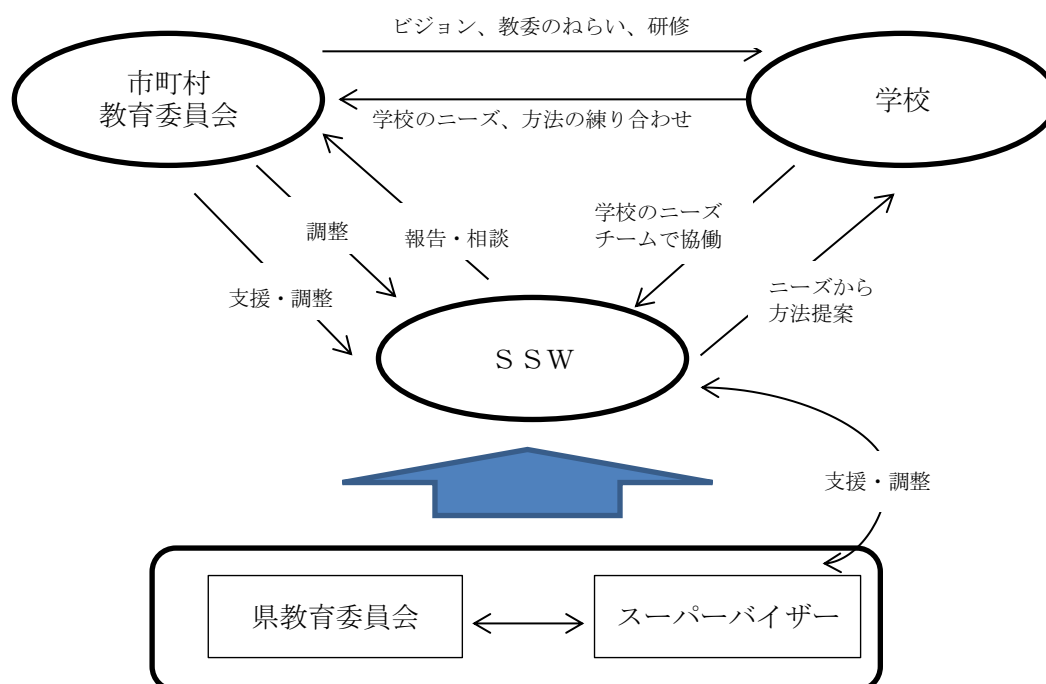 ビジョン、教委のねらい、研修
市町村
教育委員会
学校
学校のニーズ、方法の練り合わせ
調整
報告・相談
学校のニーズ
チームで協働
支援・調整
ニーズから
方法提案
ＳＳＷ
支援・調整
県教育委員会
スーパーバイザー